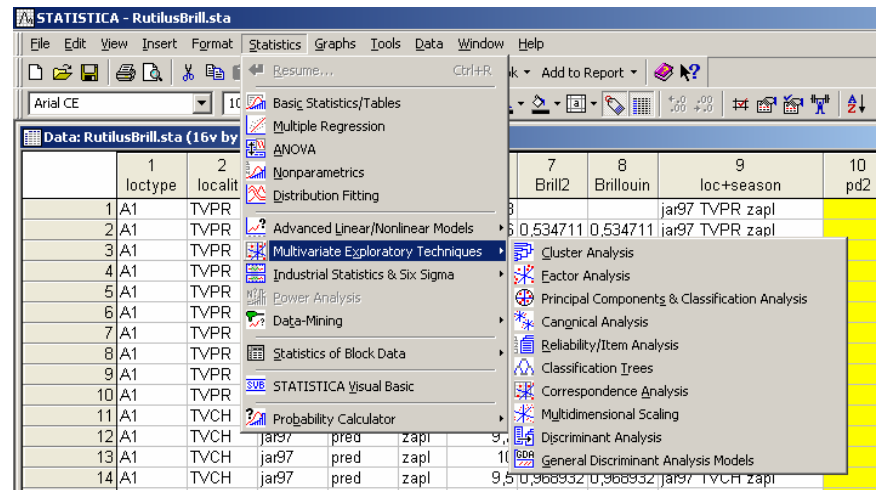 STATISTICA - RutilusBrill.sta
File Edit View Insert Format Statistics Graphs Tools Data Window Help
Resume... Ctrl+R
Add to Report
Arial CE 10
Data: RutilusBrill.sta (16v by
1 2 7 8 9 10
loctype localit Brill2 Brillouin loc+season pd2
1 A1 TVPR jar97 TVPR zapl
2 A1 TVPR 6 0,534711 0,534711 jar97 TVPR zapl
3 A1 TVPR
4 A1 TVPR
5 A1 TVPR
6 A1 TVPR
7 A1 TVPR
8 A1 TVPR
9 A1 TVPR
10 A1 TVPR
11 A1 TVCH
12 A1 TVCH jar97 pred zapl 9,
13 A1 TVCH jar97 pred zapl 10
14 A1 TVCH jar97 pred zapl 9,5 0,968932 0,968932 jar97 TVCH zapl
Basic Statistics/Tables
Multiple Regression
ANOVA
Nonparametrics
Distribution Fitting
Advanced Linear/Nonlinear Models
Multivariate Exploratory Techniques
Industrial Statistics & Six Sigma
Power Analysis
Data-Mining
Statistics of Block Data
STATISTICA Visual Basic
Probability Calculator
Cluster Analysis
Factor Analysis
Principal Components & Classification Analysis
Canonical Analysis
Reliability/Item Analysis
Classification Trees
Correspondence Analysis
Multidimensional Scaling
Discriminant Analysis
General Discriminant Analysis Models